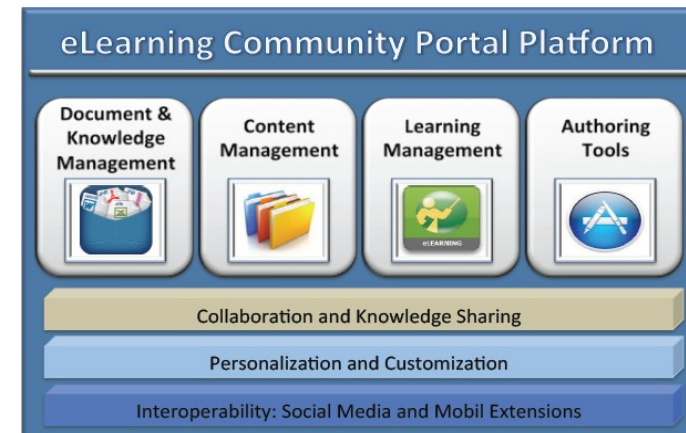 eLearning Community Portal Platform
Document &
Knowledge
Management
Content
Management
Learning
Management
eLEARNING
Authoring
Tools
Collaboration and Knowledge Sharing
Personalization and Customization
Interoperability: Social Media and Mobil Extensions